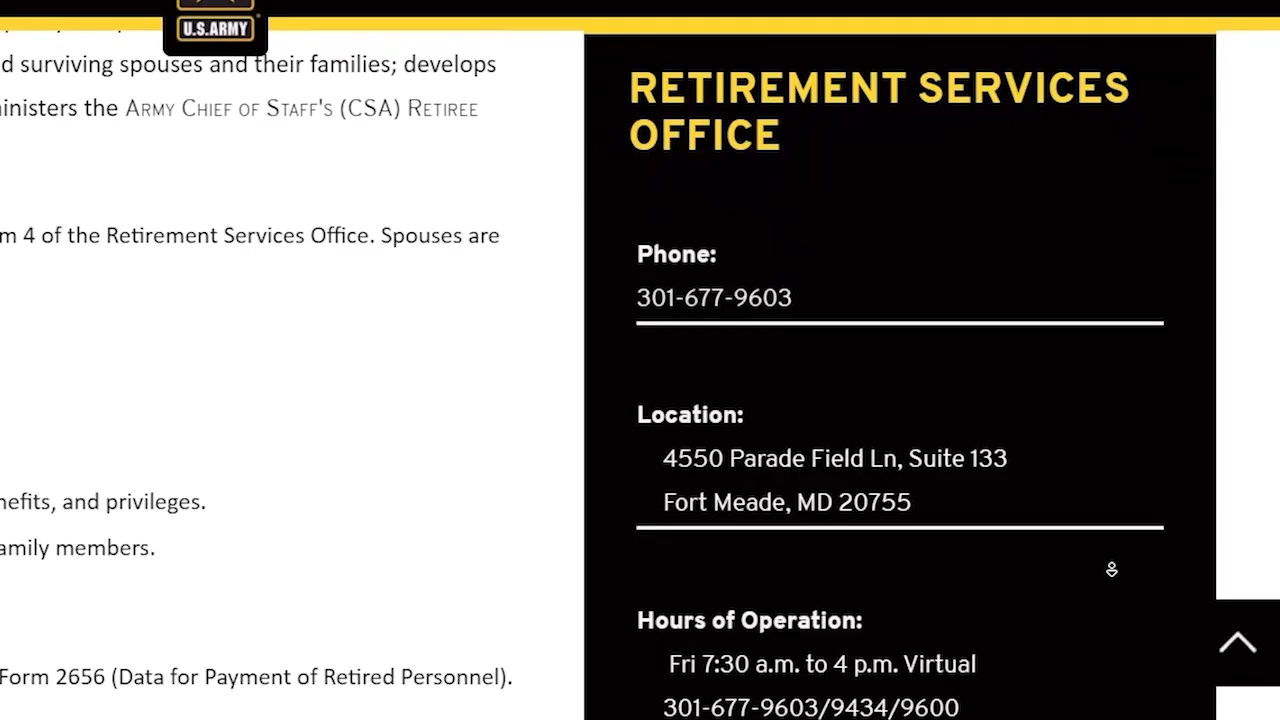 U.S.ARMY
d surviving spouses and their families; develops
inisters the Army Chief of Staff's (CSA) Retiree
m 4 of the Retirement Services Office. Spouses are
nefits, and privileges.
amily members.
Form 2656 (Data for Payment of Retired Personnel).
RETIREMENT SERVICES
OFFICE
Phone:
301-677-9603
Location:
4550 Parade Field Ln, Suite 133
Fort Meade, MD 20755
Hours of Operation:
Fri 7:30 a.m. to 4 p.m. Virtual
301-677-9603/9434/9600